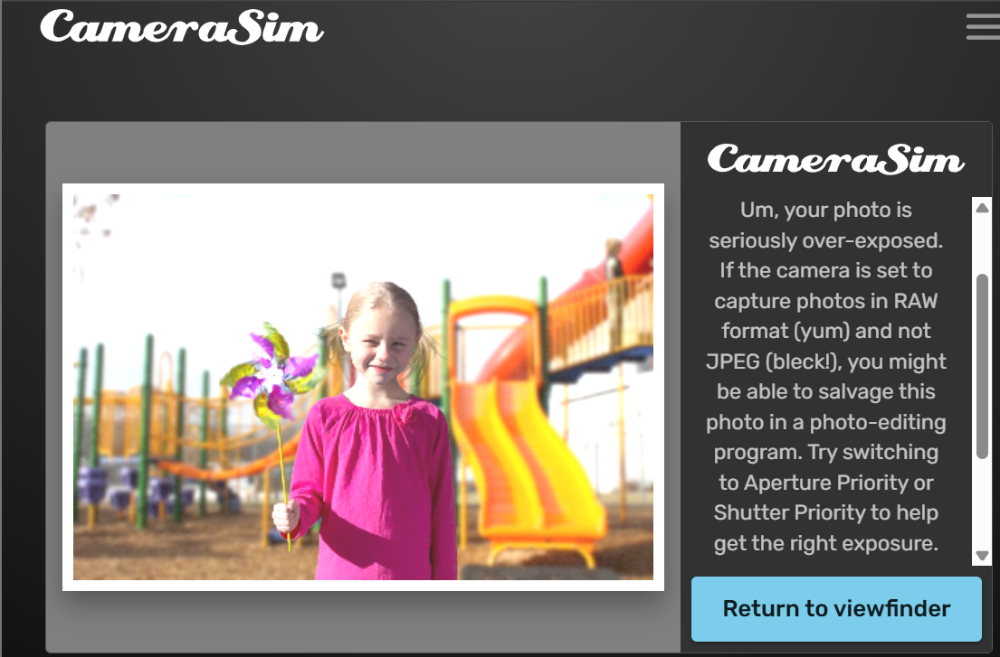 CameraSim
CameraSim
Um, your photo is
seriously over-exposed.
If the camera is set to
capture photos in RAW
format (yum) and not
JPEG (bleck!), you might
be able to salvage this
photo in a photo-editing
program. Try switching
to Aperture Priority or
Shutter Priority to help
get the right exposure.
Return to viewfinder